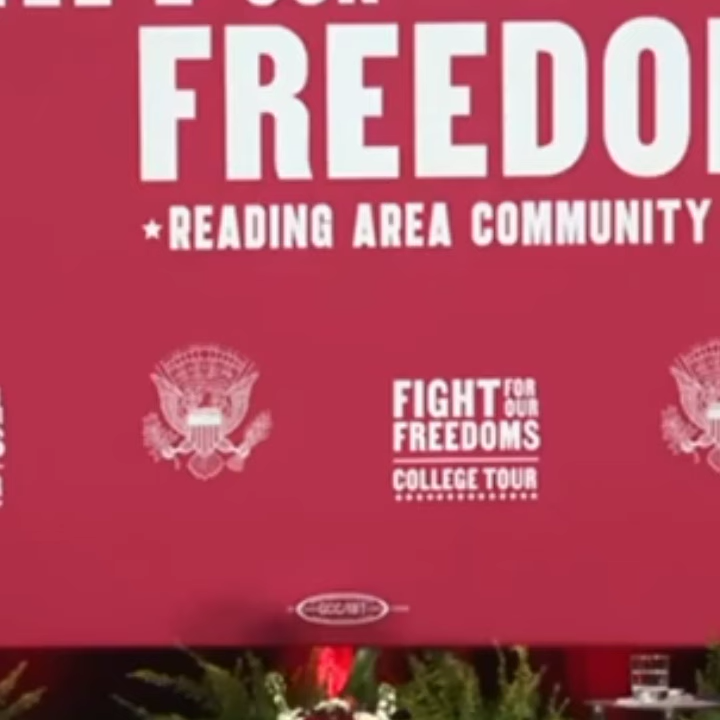 FREEDO
★READING AREA COMMUNITY
FIGHT FOR OUR
FREEDOMS
COLLEGE TOUR